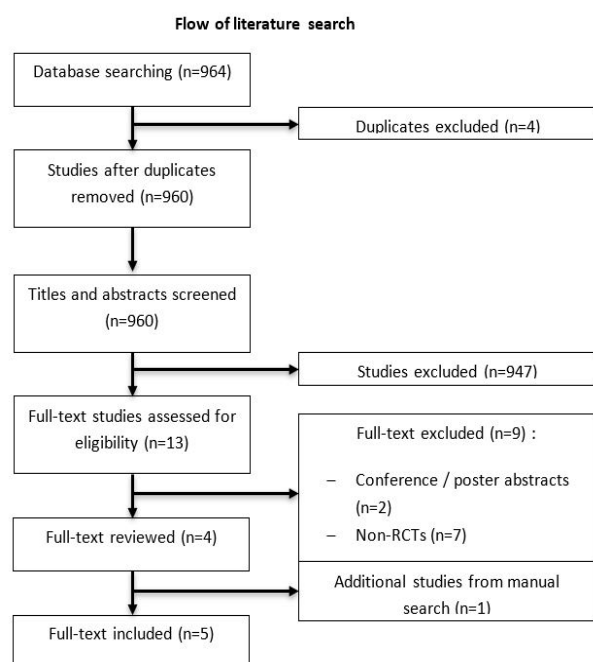 Flow of literature search
Database searching (n=964)
Duplicates excluded (n=4)
Studies after duplicates
removed (n=960)
Titles and abstracts screened
(n=960)
Studies excluded (n=947)
Full-text studies assessed for
eligibility (n=13)
Full-text excluded (n=9) :
– Conference / poster abstracts
(n=2)
– Non-RCTs (n=7)
Full-text reviewed (n=4)
Additional studies from manual
search (n=1)
Full-text included (n=5)